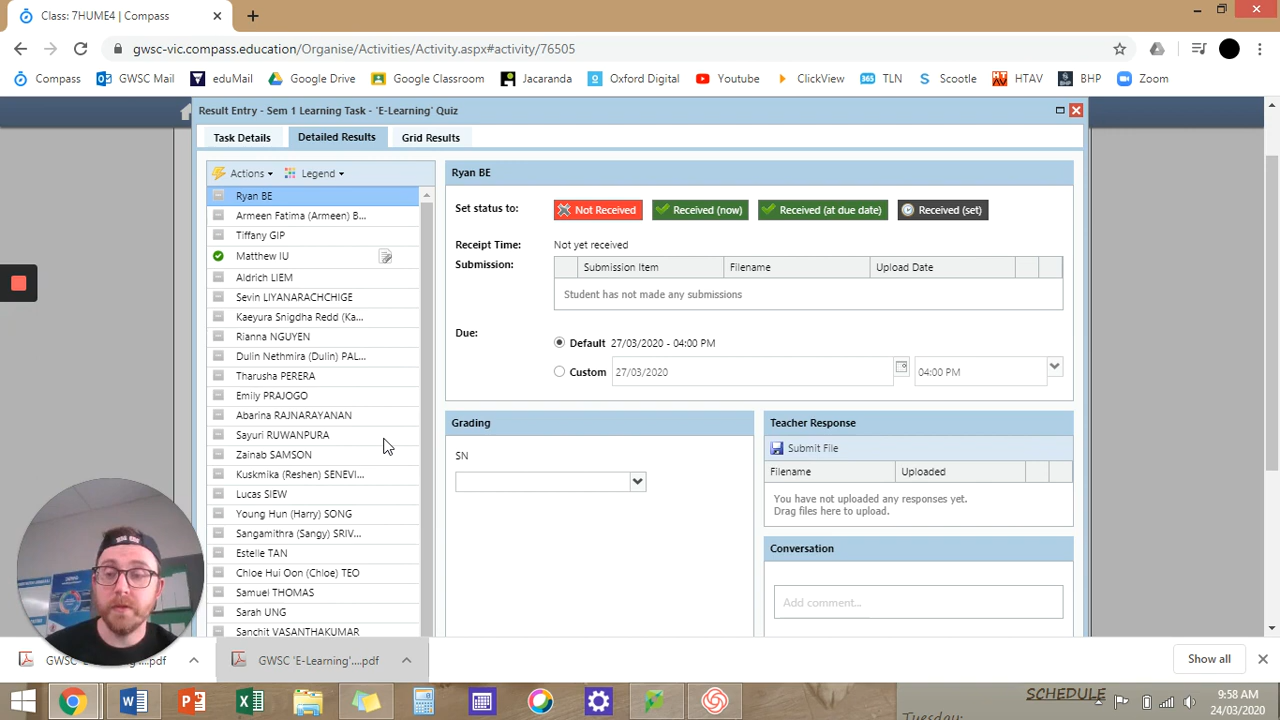 Class: 7HUME4 | Compass
gwsc-vic.compass.education/Organise/Activities/Activity.aspx#activity/76505
Compass GWSC Mail eduMail Google Drive Google Classroom Jacaranda Oxford Digital Youtube ClickView TLN Scootle HTAV BHP Zoom
Result Entry - Sem 1 Learning Task - 'E-Learning' Quiz
Task Details Detailed Results Grid Results
Actions Legend
Ryan BE
Armeen Fatima (Armeen) B...
Tiffany GIP
Matthew IU
Aldrich LIEM
Sevin LIYANARACHCHIGE
Kaeyura Snigdha Redd (Ka...
Rianna NGUYEN
Dulin Nethmira (Dulin) PAL...
Tharusha PERERA
Emily PRAJOGO
Abarina RAJNARAYANAN
Sayuri RUWANPURA
Zainab SAMSON
Kuskmika (Reshen) SENEVI...
Lucas SIEW
Young Hun (Harry) SONG
Sangamithra (Sangy) SRIV...
Estelle TAN
Chloe Hui Oon (Chloe) TEO
Samuel THOMAS
Sarah UNG
Sanchit VASANTHAKUMAR
Ryan BE
Set status to: Not Received Received (now) Received (at due date) Received (set)
Receipt Time: Not yet received
Submission: Submission Item Filename Upload Date
Student has not made any submissions
Due: Default 27/03/2020 - 04:00 PM
Custom 27/03/2020 04:00 PM
Grading
SN
Teacher Response
Submit File
Filename Uploaded
You have not uploaded any responses yet.
Drag files here to upload.
Conversation
Add comment...
GWSC 'E-Learning'....pdf
Show all
SCHEDULE
Tuesday:
9:58 AM
24/03/2020